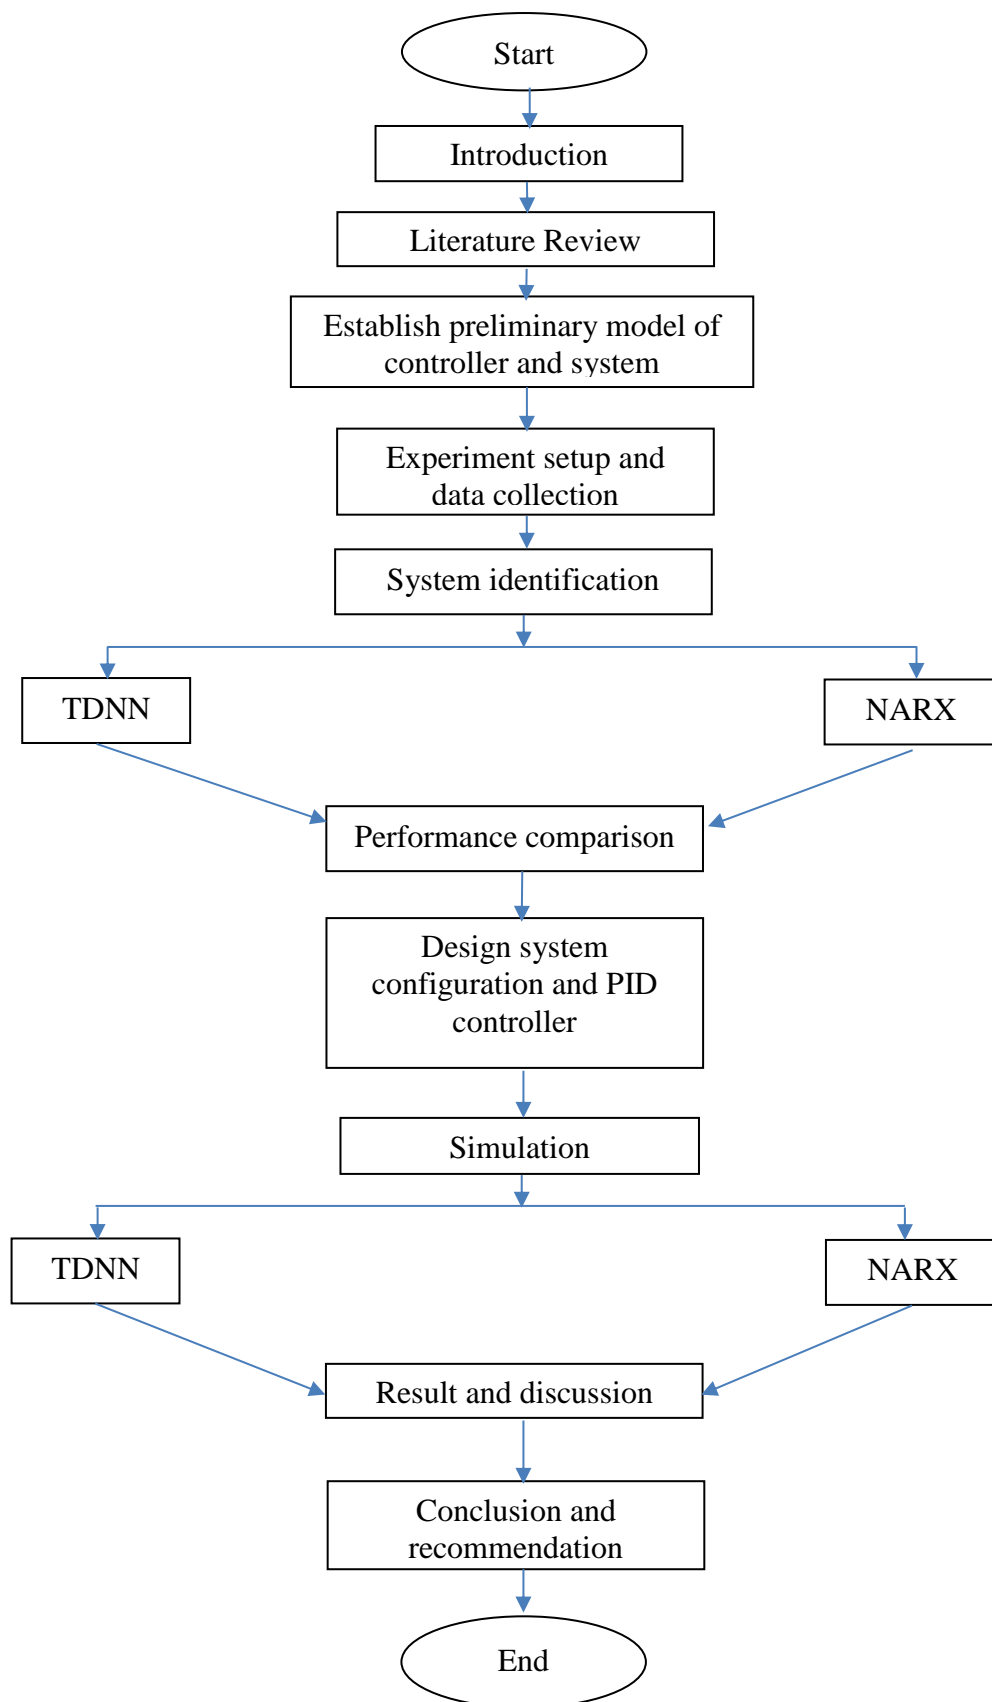 Start
Introduction
Literature Review
Establish preliminary model of
controller and system
Experiment setup and
data collection
System identification
TDNN
NARX
Performance comparison
Design system
configuration and PID
controller
Simulation
TDNN
NARX
Result and discussion
Conclusion and
recommendation
End